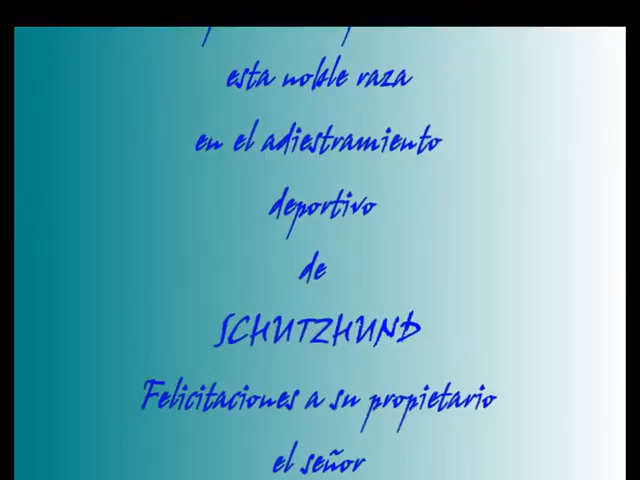 esta noble raza
en el adiestramiento
deportivo
de
SCHUTZHUND
Felicitaciones a su propietario
el señor